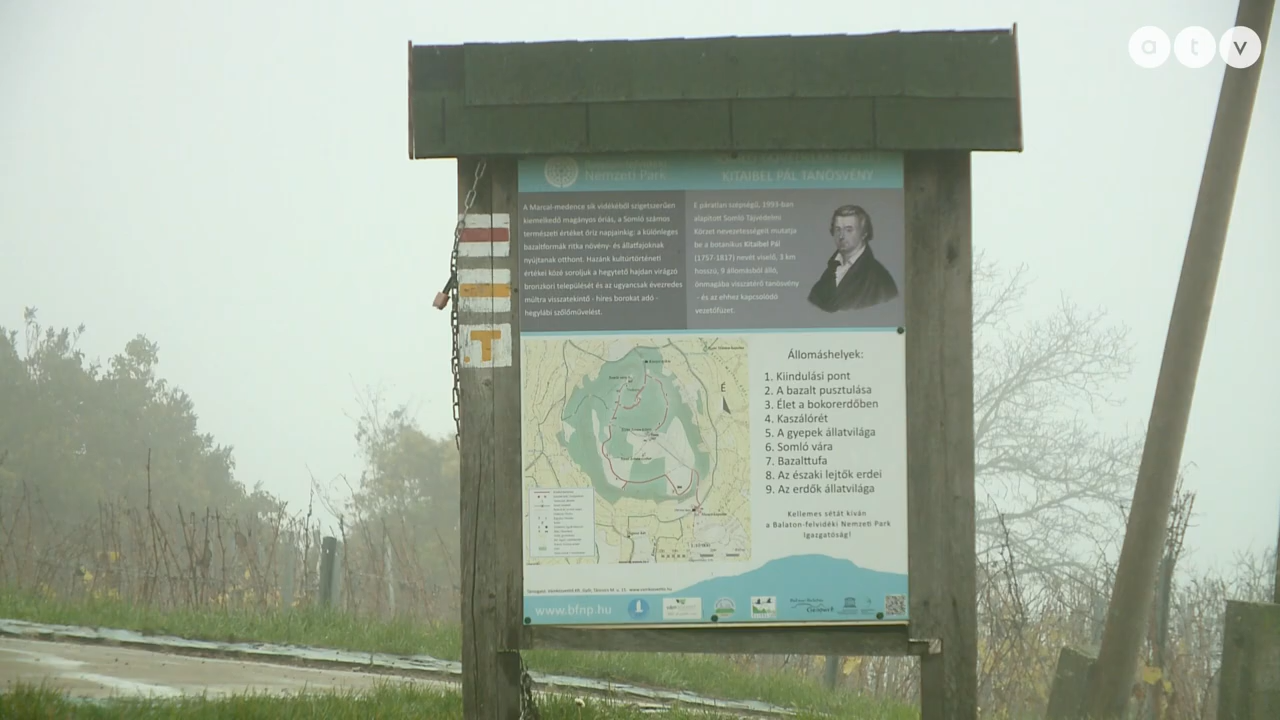 atv
Nemzeti Park
KITAIBEL PÁL TANÖSVÉNY
A Marcal-medence sík vidékéből szigetszerűen
kiemelkedő magányos óriás, a Somló számos
természeti értéket őriz napjainkig: a különleges
bazaltformák ritka növény- és állatfajoknak
nyújtanak otthont. Hazánk kultúrtörténeti
értékei közé soroljuk a hegytető hajdan virágzó
bronzkori települését és az ugyancsak évezredes
múltra visszatekintő - híres borokat adó -
hegylábi szőlőművelést.
E páratlan szépségű, 1993-ban
alapított Somló Tájvédelmi
Körzet nevezetességeit mutatja
be a botanikus Kitaibel Pál
(1757-1817) nevét viselő, 3 km
hosszú, 9 állomásból álló,
önmagába visszatérő tanösvény
- és az ahhez kapcsolódó
vezetőfüzet.
T
É
Állomáshelyek:
1. Kiindulási pont
2. A bazalt pusztulása
3. Élet a bokorerdőben
4. Kaszálórét
5. A gyepek állatvilága
6. Somló vára
7. Bazalttufa
8. Az északi lejtők erdei
9. Az erdők állatvilága
Kellemes sétát kíván
a Balaton-felvidéki Nemzeti Park
Igazgatóság!
www.bfnp.hu